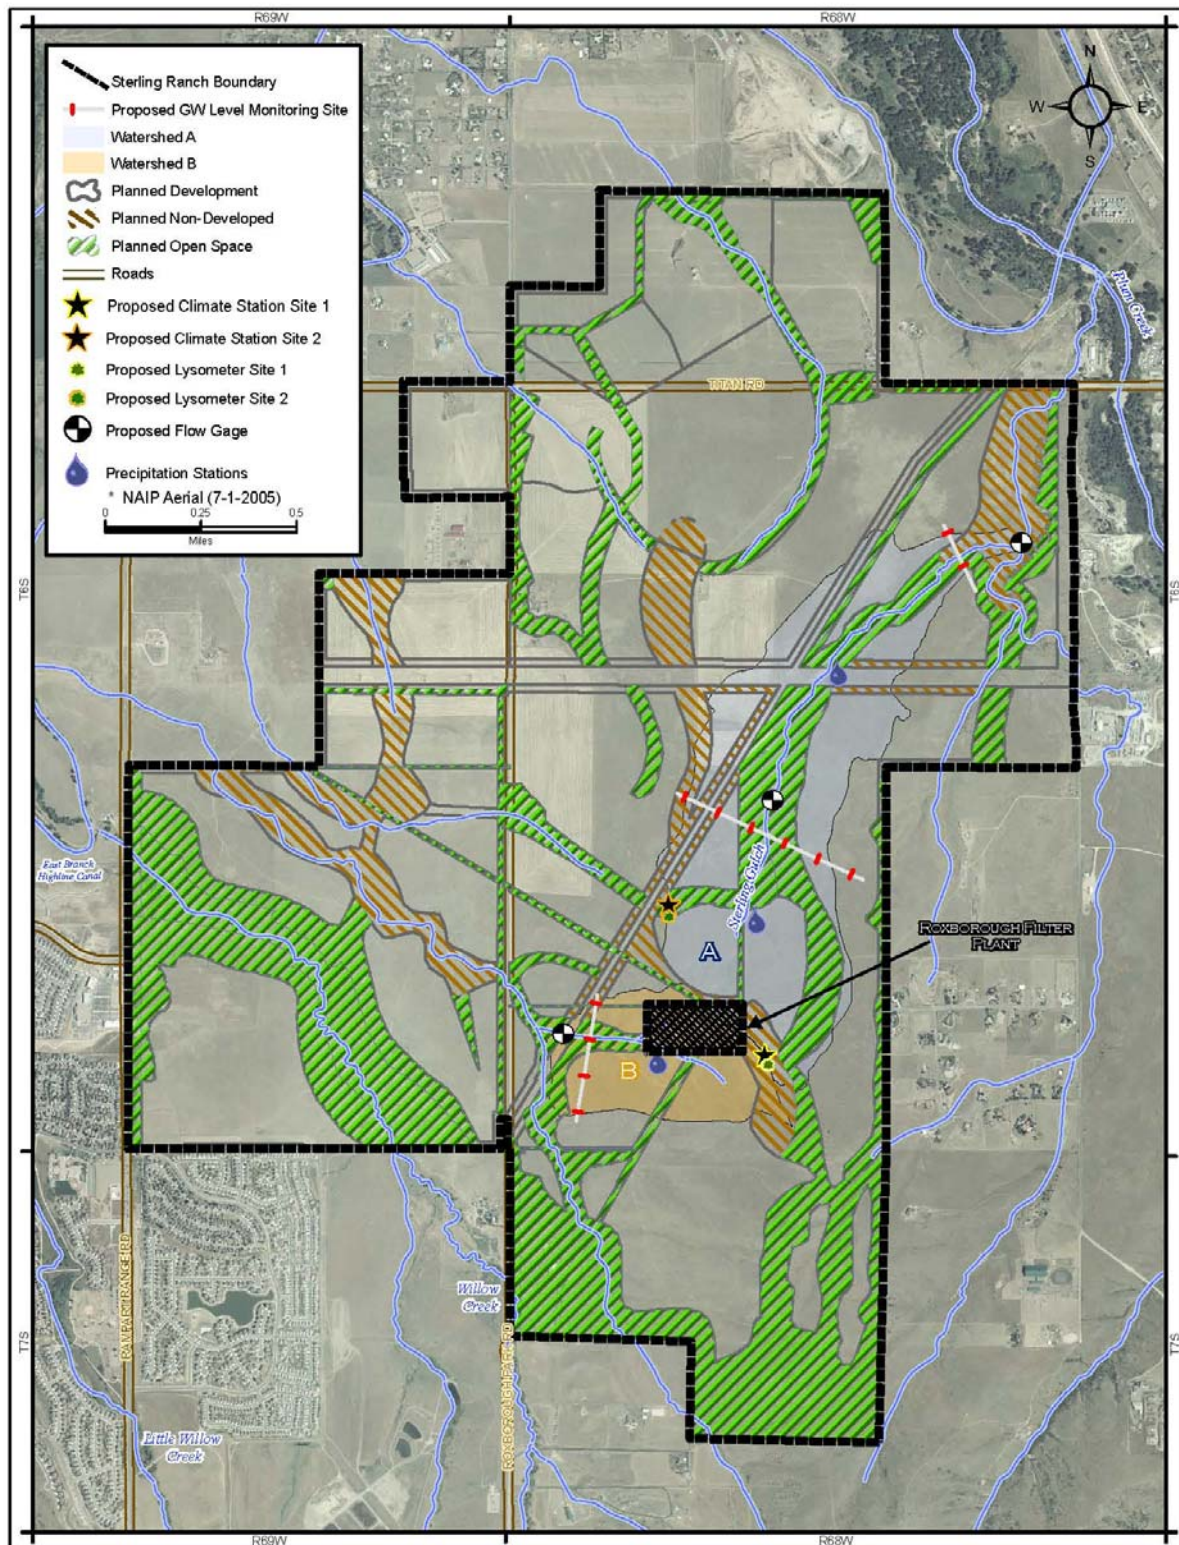 R69W
R68W
Sterling Ranch Boundary
Proposed GW Level Monitoring Site
Watershed A
Watershed B
Planned Development
Planned Non-Developed
Planned Open Space
Roads
Proposed Climate Station Site 1
Proposed Climate Station Site 2
Proposed Lysometer Site 1
Proposed Lysometer Site 2
Proposed Flow Gage
Precipitation Stations
* NAIP Aerial (7-1-2005)
0
0.25
0.5
Miles
N
W
E
S
Plum Creek
TITAN RD
T6S
T6S
East Branch
Highline Canal
Sterling Gulch
A
ROXBOROUGH FILTER
PLANT
B
Willow
Creek
RAMPART RANGE RD
ROXBOROUGH PARK RD
T7S
T7S
Little Willow
Creek
R69W
R68W